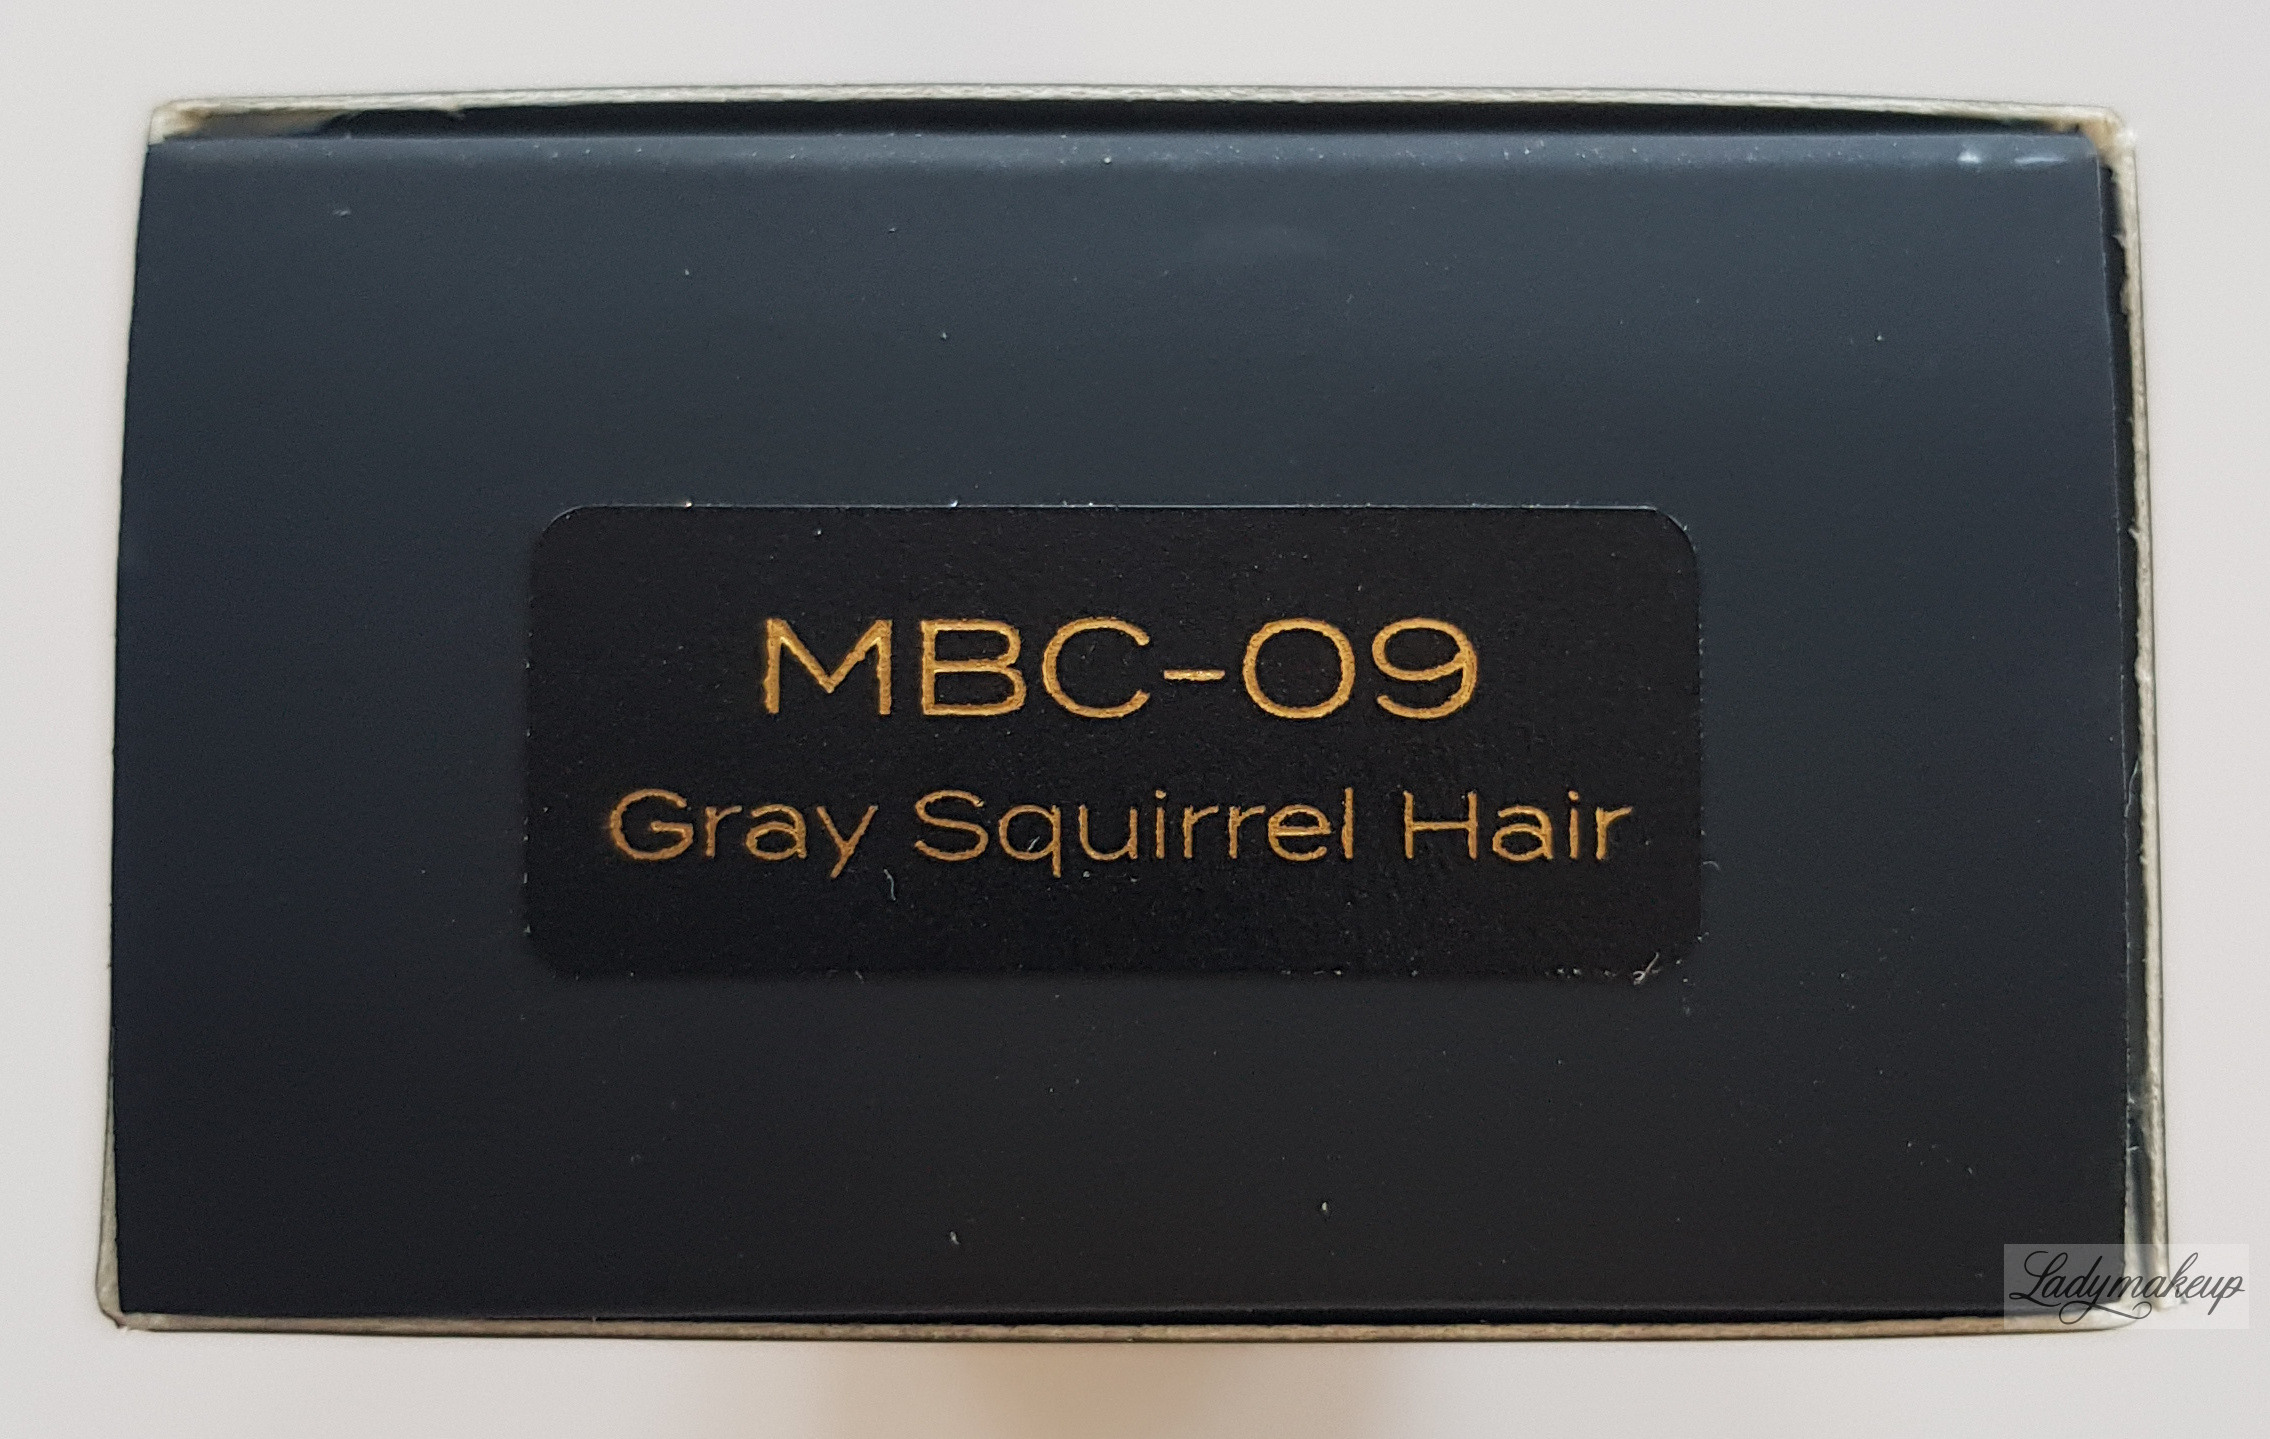 MBC-09
Gray Squirrel Hair
Ladymakeup